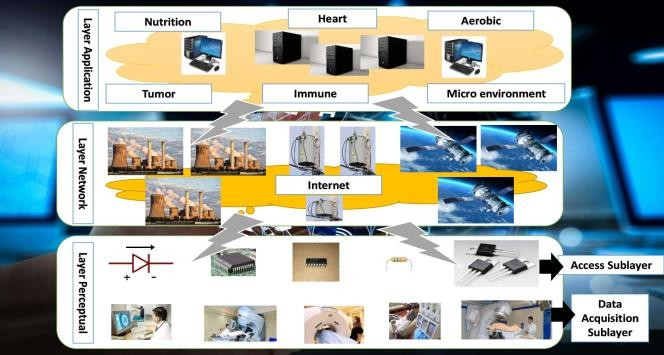 Layer Application
Nutrition
Heart
Aerobic
Tumor
Immune
Micro environment
Layer Network
Internet
Layer Perceptual
+ -
Access Sublayer
Data
Acquisition
Sublayer